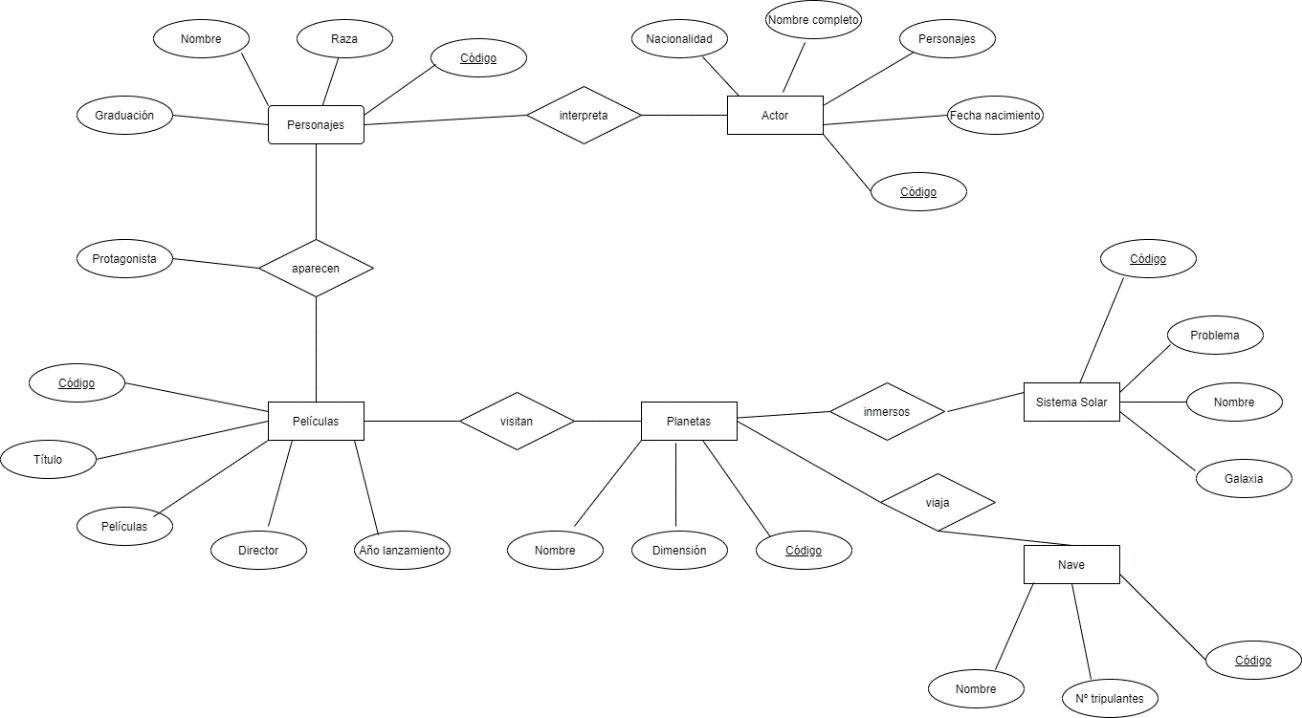 Nombre
Raza
Código
Graduación
Personajes
interpreta
Nacionalidad
Nombre completo
Personajes
Actor
Fecha nacimiento
Código
Protagonista
aparecen
Código
Problema
Código
Películas
visitan
Planetas
inmersos
Sistema Solar
Nombre
Título
Galaxia
Películas
Director
Año lanzamiento
Nombre
Dimensión
Código
viaja
Nave
Nombre
Nº tripulantes
Código